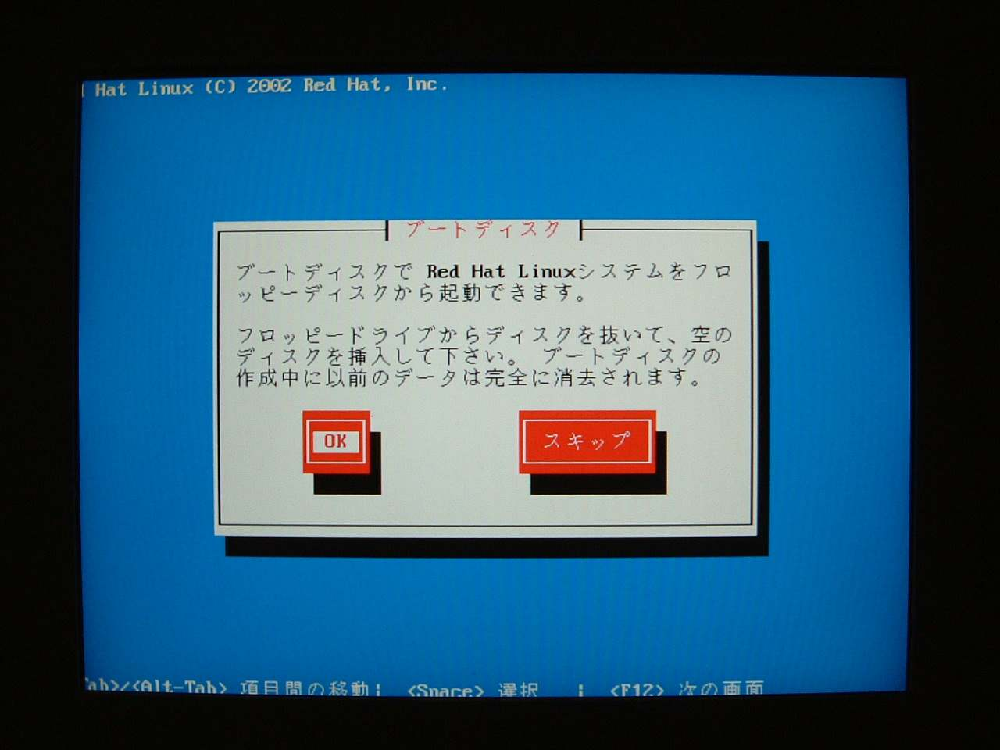 Hat Linux (C) 2002 Red Hat, Inc.
ブートディスク
ブートディスクで Red Hat Linuxシステムをフロ
ッピーディスクから起動できます。
フロッピードライブからディスクを抜いて、空の
ディスクを挿入して下さい。 ブートディスクの
作成中に以前のデータは完全に消去されます。
OK
スキップ
ab>/<Alt-Tab> 項目間の移動| <Space> 選択 | <F12> 次の画面